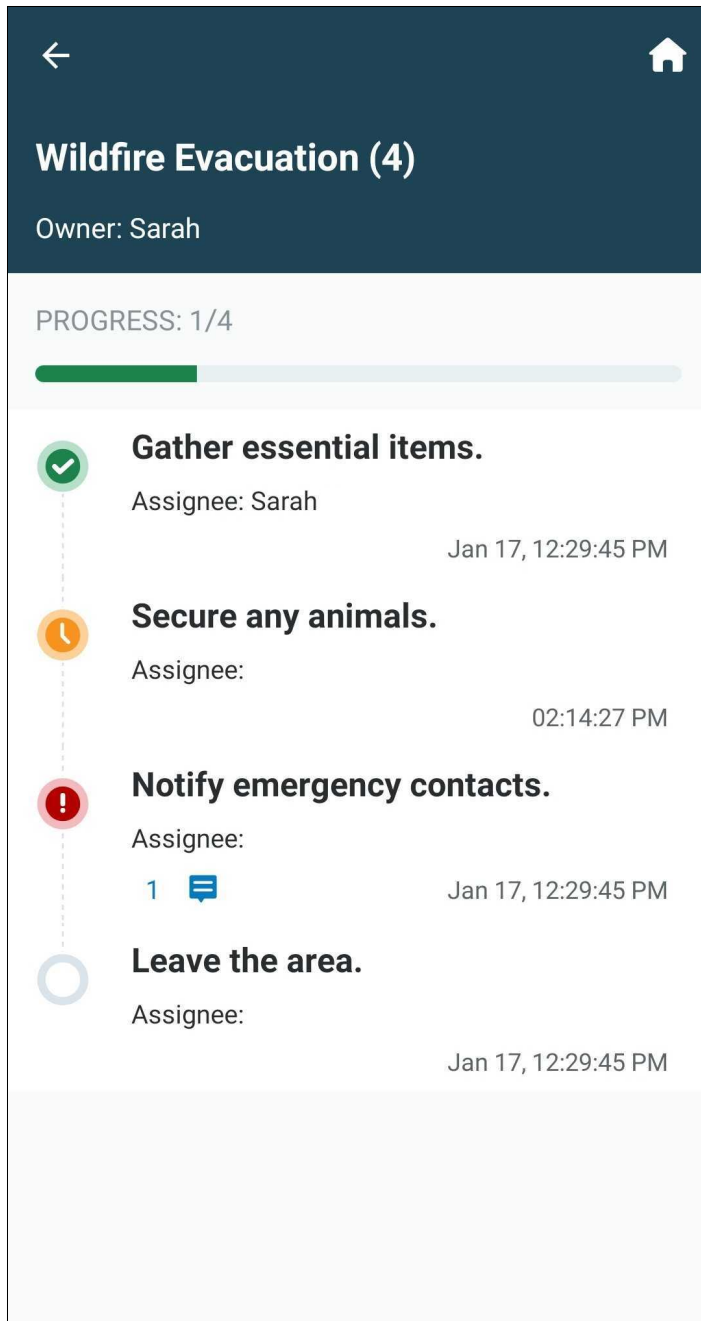 Wildfire Evacuation (4)
Owner: Sarah
PROGRESS: 1/4
Gather essential items.
Assignee: Sarah
Jan 17, 12:29:45 PM
Secure any animals.
Assignee:
02:14:27 PM
Notify emergency contacts.
Assignee:
1 Jan 17, 12:29:45 PM
Leave the area.
Assignee:
Jan 17, 12:29:45 PM